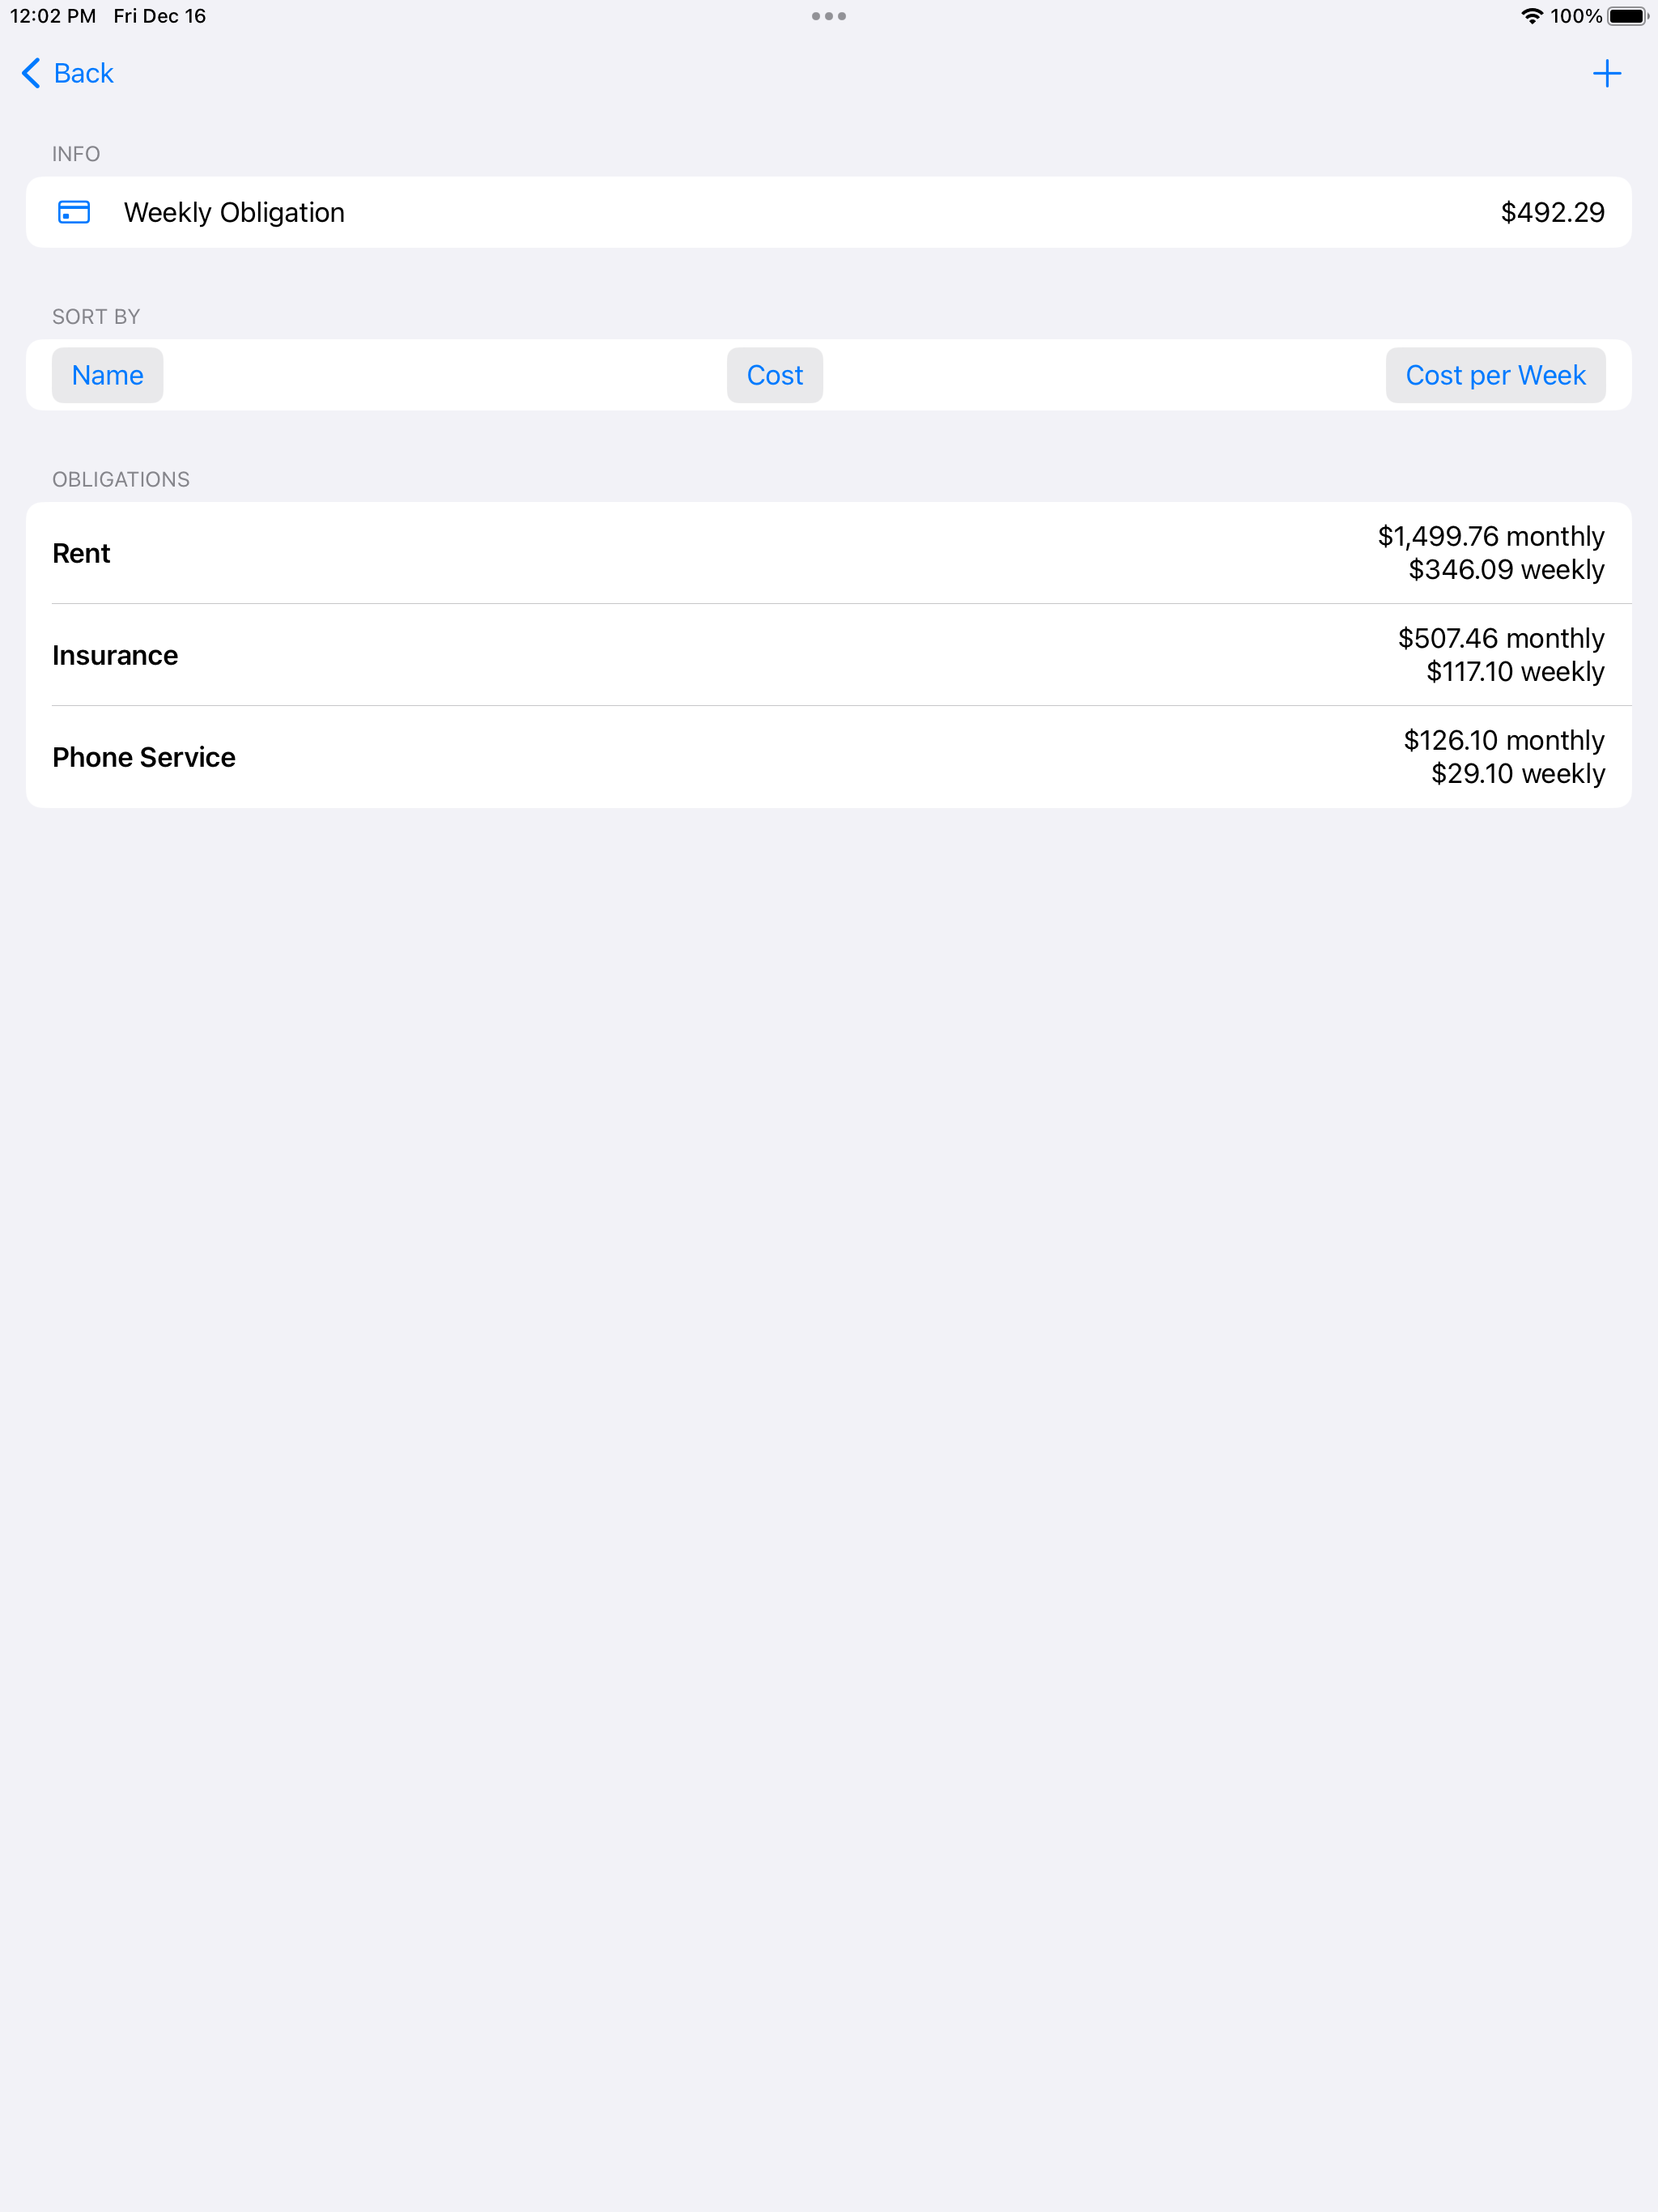 12:02 PM Fri Dec 16 100%
Back
INFO
Weekly Obligation $492.29
SORT BY
Name Cost Cost per Week
OBLIGATIONS
Rent
$1,499.76 monthly
$346.09 weekly
Insurance
$507.46 monthly
$117.10 weekly
Phone Service
$126.10 monthly
$29.10 weekly